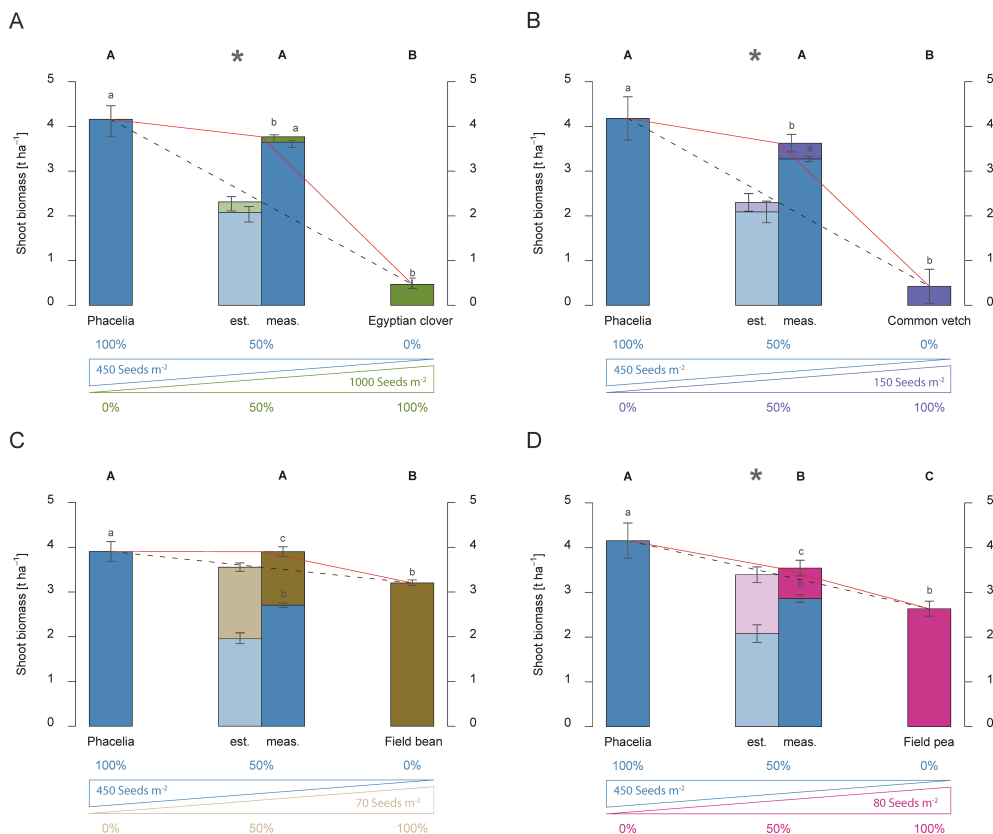 A
A * A B
a b a b
5 5
4 4
3 3
2 2
1 1
0 0
Shoot biomass [t ha⁻¹]
Phacelia est. meas. Egyptian clover
100% 50% 0%
450 Seeds m⁻²
1000 Seeds m⁻²
0% 50% 100%
B
A * A B
a b a b
5 5
4 4
3 3
2 2
1 1
0 0
Shoot biomass [t ha⁻¹]
Phacelia est. meas. Common vetch
100% 50% 0%
450 Seeds m⁻²
150 Seeds m⁻²
0% 50% 100%
C
A A B
a c b b
5 5
4 4
3 3
2 2
1 1
0 0
Shoot biomass [t ha⁻¹]
Phacelia est. meas. Field bean
100% 50% 0%
450 Seeds m⁻²
70 Seeds m⁻²
0% 50% 100%
D
A * B C
a c b b
5 5
4 4
3 3
2 2
1 1
0 0
Shoot biomass [t ha⁻¹]
Phacelia est. meas. Field pea
100% 50% 0%
450 Seeds m⁻²
80 Seeds m⁻²
0% 50% 100%